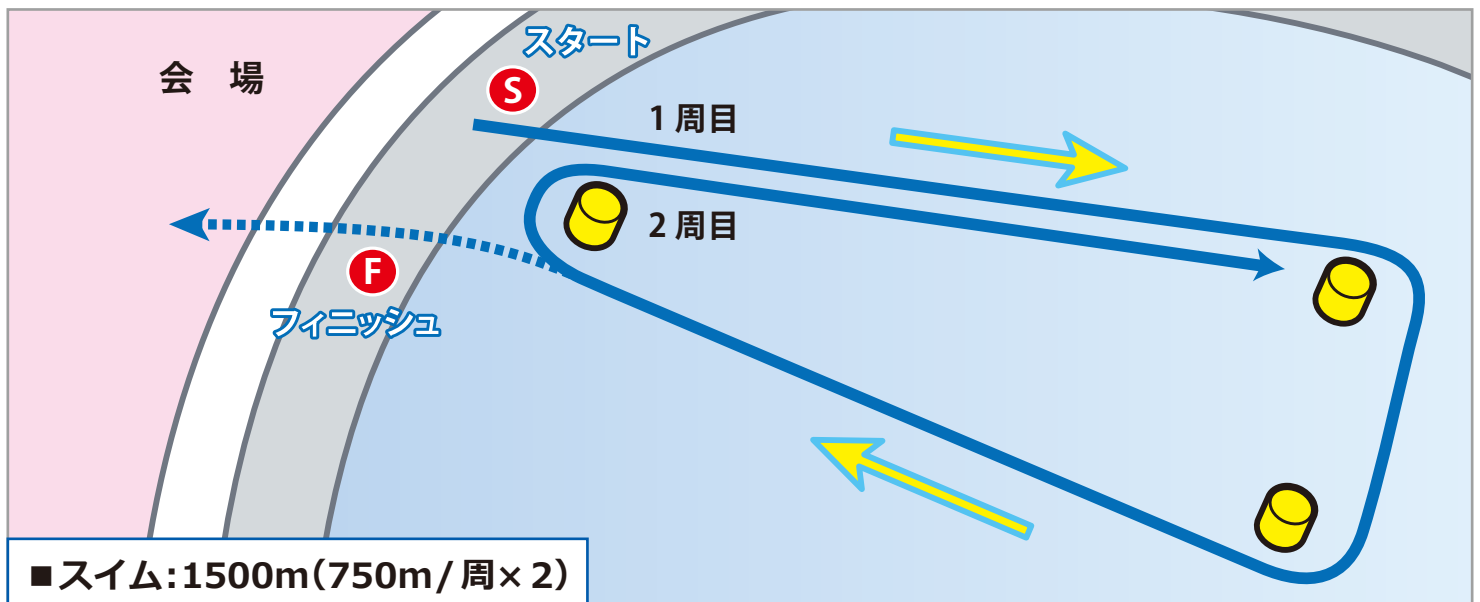 スタート
会 場
S
1周目
2周目
F
フィニッシュ
■スイム:1500m(750m/周×2)